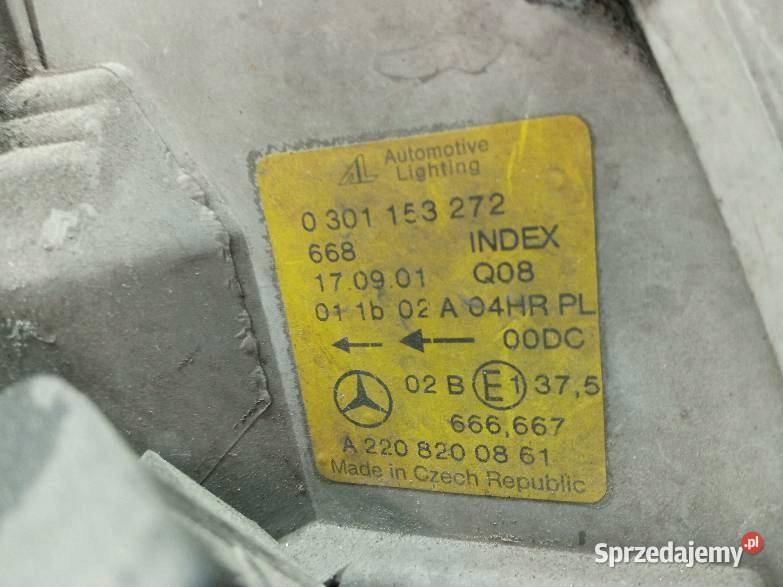 AL Automotive
Lighting
0 301 153 272
668 INDEX
17.09.01 Q08
01 1b 02 A 04HR PL
00DC
02 B E1 37,5
666,667
A 220 820 08 61
Made in Czech Republic
Sprzedajemy.pl